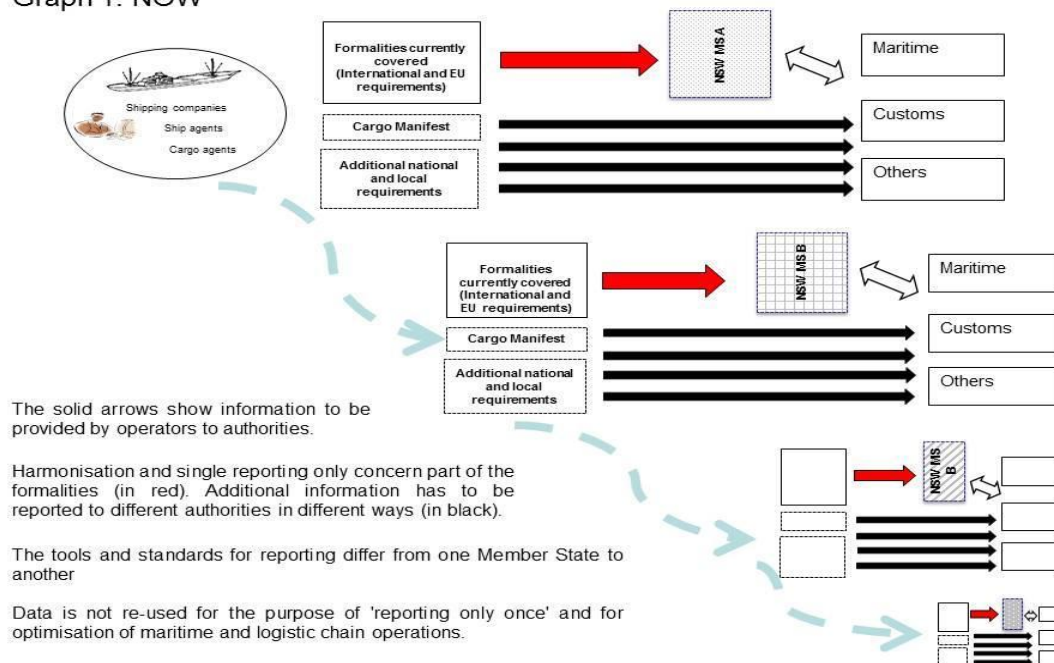 Graph 1: NOW
Formalities currently
covered
(International and EU
requirements)
NSW MS A
Maritime
Shipping companies
Ship agents
Cargo agents
Cargo Manifest
Customs
Additional national
and local
requirements
Others
Formalities
currently covered
(International and
EU requirements)
NSW MS B
Maritime
Cargo Manifest
Customs
Additional national
and local
requirements
Others
The solid arrows show information to be
provided by operators to authorities.
Harmonisation and single reporting only concern part of the
formalities (in red). Additional information has to be
reported to different authorities in different ways (in black).
NSW MS
B
The tools and standards for reporting differ from one Member State to
another
Data is not re-used for the purpose of 'reporting only once' and for
optimisation of maritime and logistic chain operations.